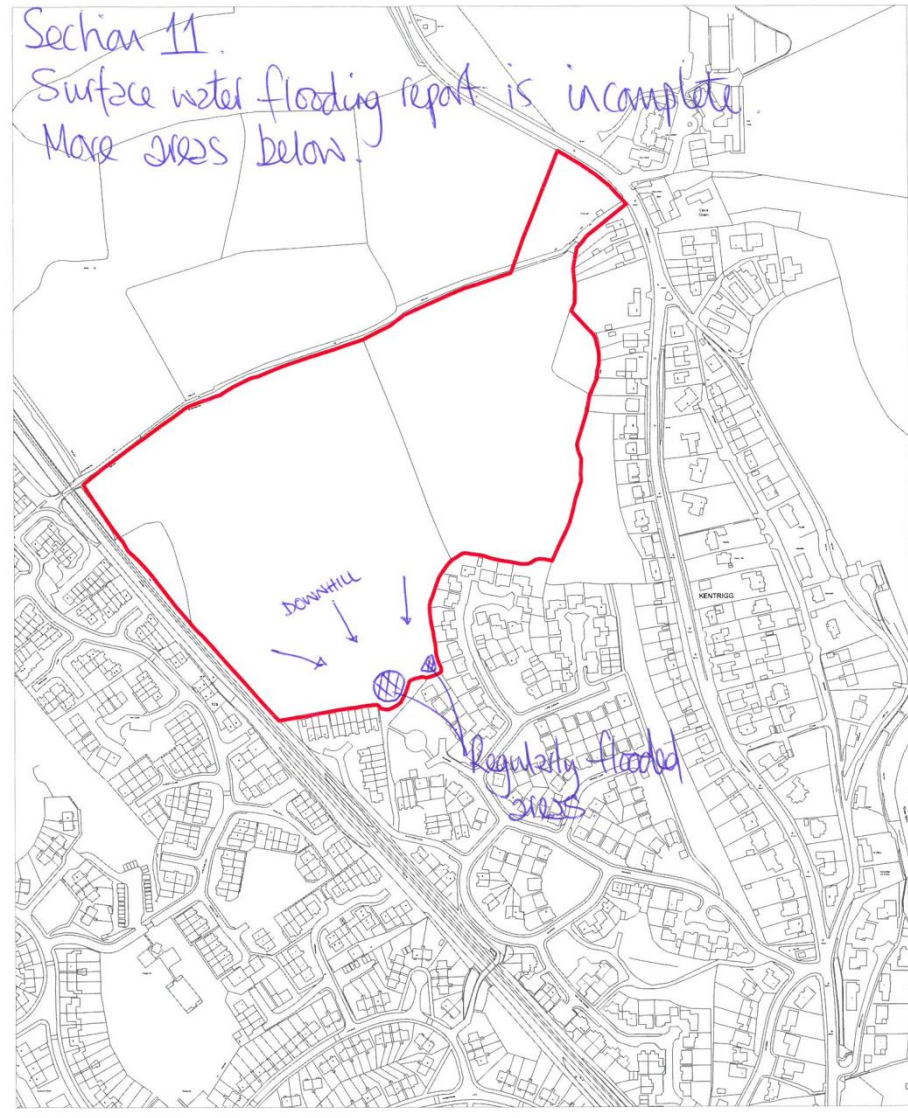 Section 11.
Surface water flooding report is incomplete
More areas below.
DOWNHILL
KENTRIGG
Regularly flooded
areas